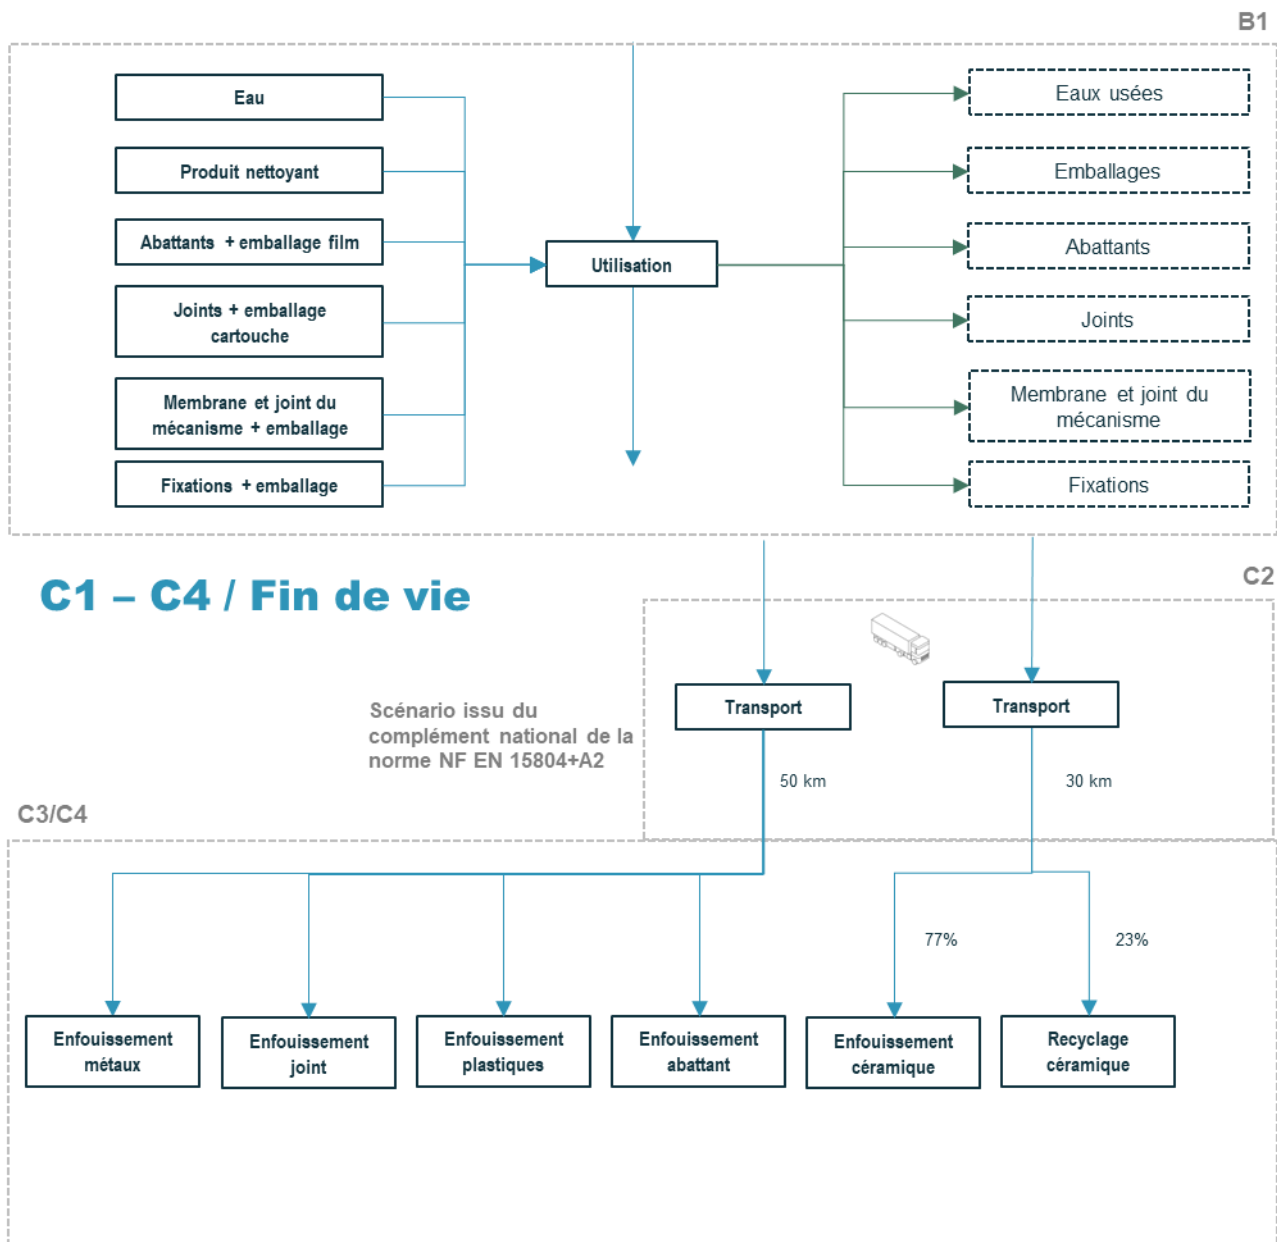 B1
Eau
Eaux usées
Produit nettoyant
Emballages
Abattants + emballage film
Abattants
Utilisation
Joints + emballage
cartouche
Joints
Membrane et joint du
mécanisme + emballage
Membrane et joint du
mécanisme
Fixations + emballage
Fixations
C1 – C4 / Fin de vie
C2
Scénario issu du
complément national de la
norme NF EN 15804+A2
Transport
Transport
50 km
30 km
C3/C4
77%
23%
Enfouissement
métaux
Enfouissement
joint
Enfouissement
plastiques
Enfouissement
abattant
Enfouissement
céramique
Recyclage
céramique